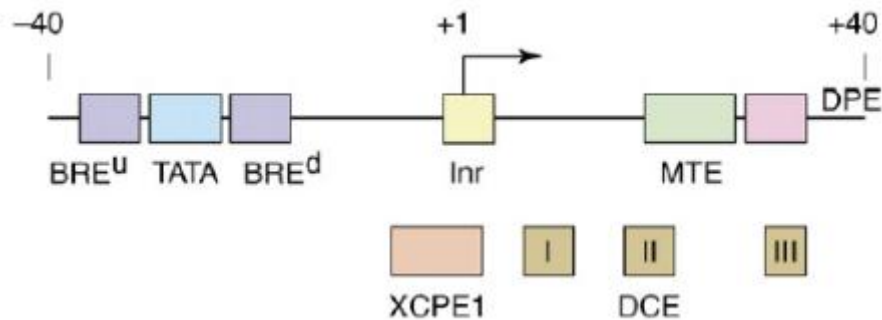 –40 +1 +40
DPE
BREᵘ TATA BREᵈ Inr MTE
I II III
XCPE1 DCE